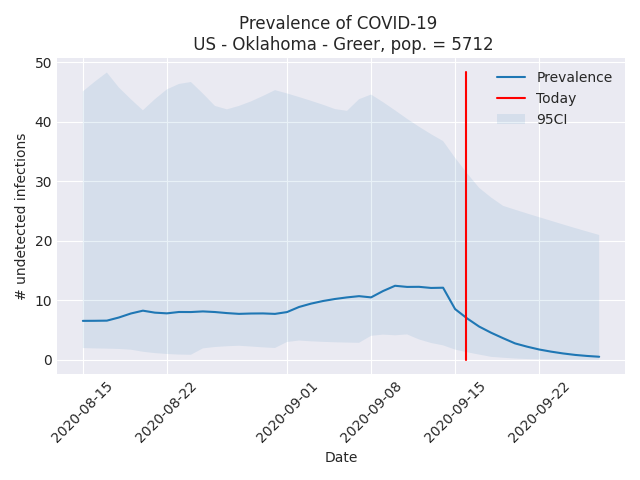 Prevalence of COVID-19
US - Oklahoma - Greer, pop. = 5712
# undetected infections
50
40
30
20
10
0
Prevalence
Today
95CI
2020-08-15
2020-08-22
2020-09-01
2020-09-08
2020-09-15
2020-09-22
Date